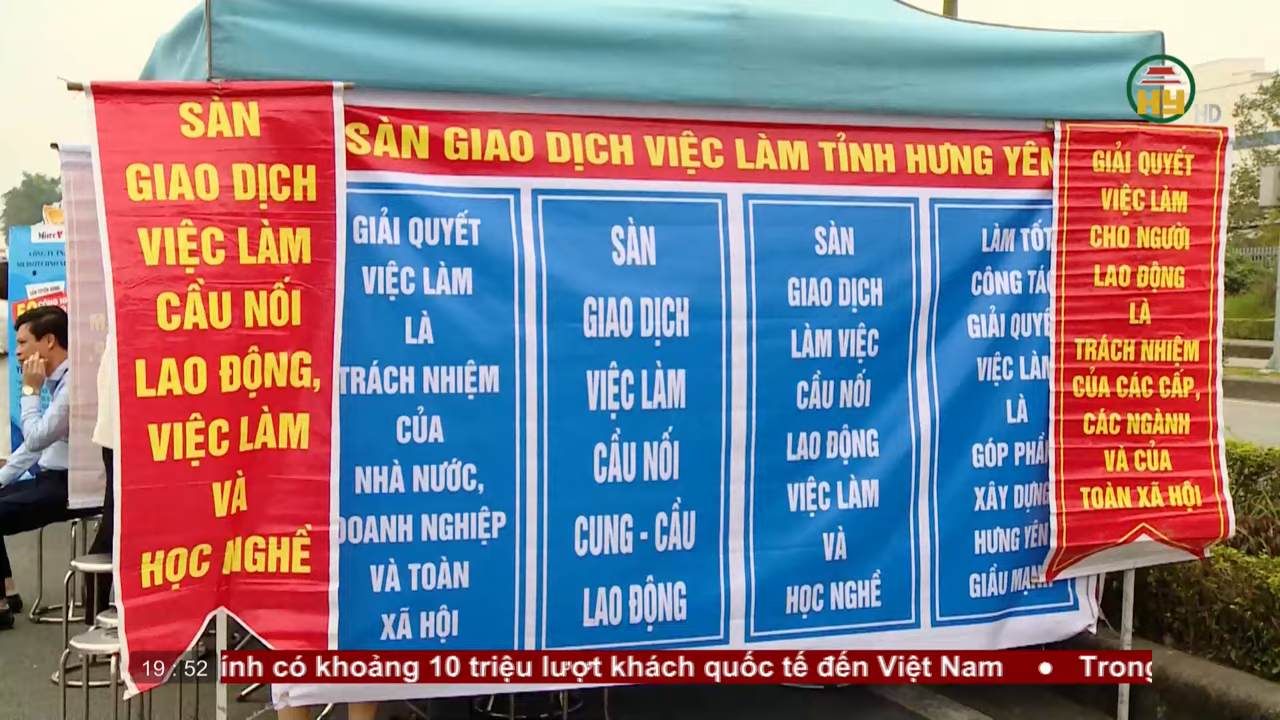 SÀN
GIAO DỊCH
VIỆC LÀM
CẦU NỐI
LAO ĐỘNG,
VIỆC LÀM
VÀ
HỌC NGHỀ
SÀN GIAO DỊCH VIỆC LÀM TỈNH HƯNG YÊN
GIẢI QUYẾT
VIỆC LÀM
LÀ
TRÁCH NHIỆM
CỦA
NHÀ NƯỚC,
DOANH NGHIỆP
VÀ TOÀN
XÃ HỘI
SÀN
GIAO DỊCH
VIỆC LÀM
CẦU NỐI
CUNG - CẦU
LAO ĐỘNG
SÀN
GIAO DỊCH
LÀM VIỆC
CẦU NỐI
LAO ĐỘNG
VIỆC LÀM
VÀ
HỌC NGHỀ
LÀM TỐT
CÔNG TÁC
GIẢI QUYẾ
VIỆC LÀM
LÀ
GÓP PHẦN
XÂY DỰNG
HƯNG YÊN
GIẦU MẠNH
GIẢI QUYẾT
VIỆC LÀM
CHO NGƯỜI
LAO ĐỘNG
LÀ
TRÁCH NHIỆM
CỦA CÁC CẤP,
CÁC NGÀNH
VÀ CỦA
TOÀN XÃ HỘI
HY HD
19 : 52
ính có khoảng 10 triệu lượt khách quốc tế đến Việt Nam ● Trong